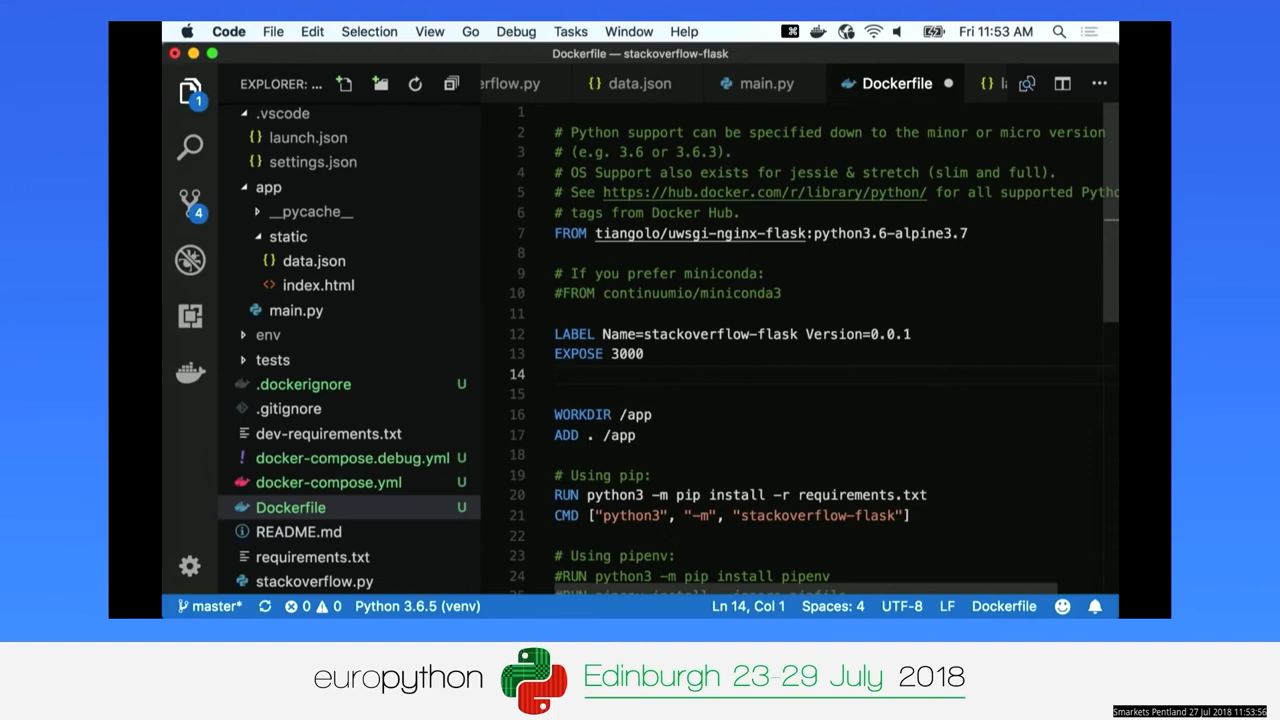 Code File Edit Selection View Go Debug Tasks Window Help Fri 11:53 AM
Dockerfile — stackoverflow-flask
EXPLORER: ... erflow.py {} data.json main.py Dockerfile {}
.vscode
{} launch.json
{} settings.json
app
__pycache__
static
{} data.json
<> index.html
main.py
env
tests
.dockerignore U
.gitignore
dev-requirements.txt
! docker-compose.debug.yml U
docker-compose.yml U
Dockerfile U
README.md
requirements.txt
stackoverflow.py
1
4
1
2 # Python support can be specified down to the minor or micro version
3 # (e.g. 3.6 or 3.6.3).
4 # OS Support also exists for jessie & stretch (slim and full).
5 # See https://hub.docker.com/r/library/python/ for all supported Pytho
6 # tags from Docker Hub.
7 FROM tiangolo/uwsgi-nginx-flask:python3.6-alpine3.7
8
9 # If you prefer miniconda:
10 #FROM continuumio/miniconda3
11
12 LABEL Name=stackoverflow-flask Version=0.0.1
13 EXPOSE 3000
14
15
16 WORKDIR /app
17 ADD . /app
18
19 # Using pip:
20 RUN python3 -m pip install -r requirements.txt
21 CMD ["python3", "-m", "stackoverflow-flask"]
22
23 # Using pipenv:
24 #RUN python3 -m pip install pipenv
master* 0 0 Python 3.6.5 (venv) Ln 14, Col 1 Spaces: 4 UTF-8 LF Dockerfile
europython Edinburgh 23-29 July 2018
Smarkets Pentland 27 Jul 2018 11:53:56